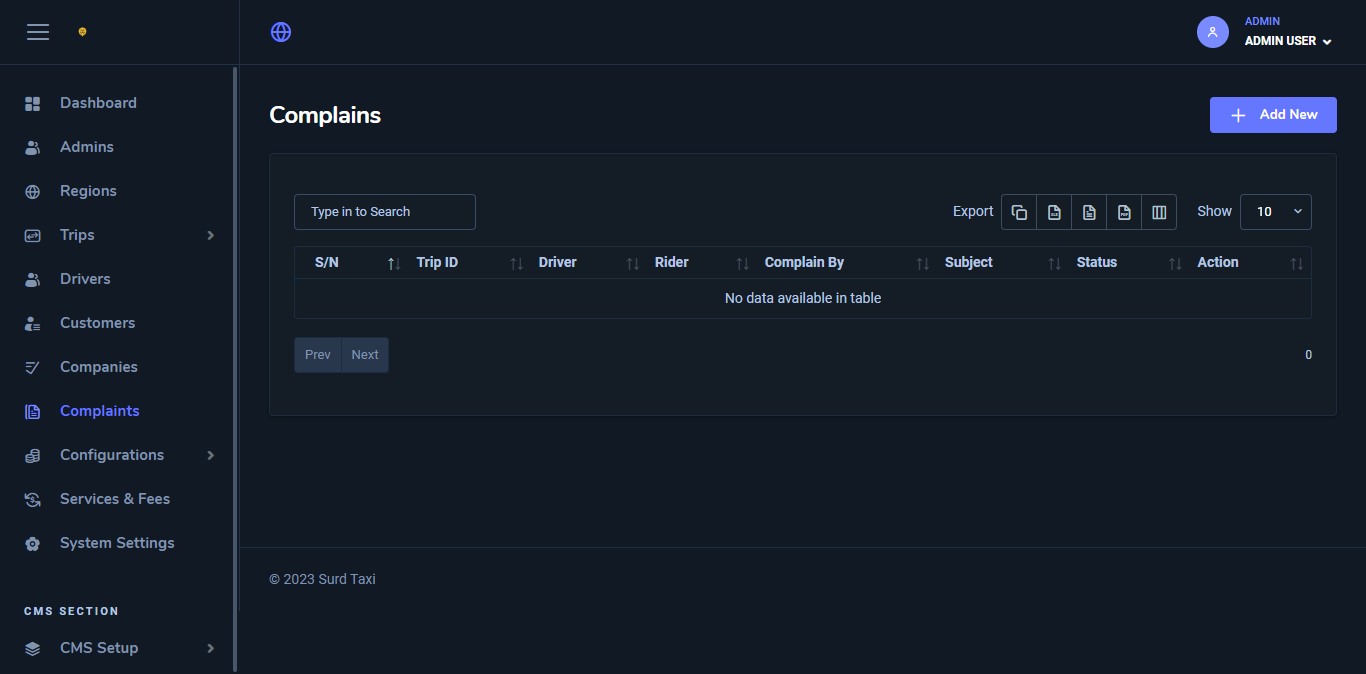 ADMIN
ADMIN USER
Dashboard
Admins
Regions
Trips
Drivers
Customers
Companies
Complaints
Configurations
Services & Fees
System Settings
CMS SECTION
CMS Setup
Complains
Add New
Type in to Search
Export
Show 10
S/N Trip ID Driver Rider Complain By Subject Status Action
No data available in table
Prev Next 0
© 2023 Surd Taxi